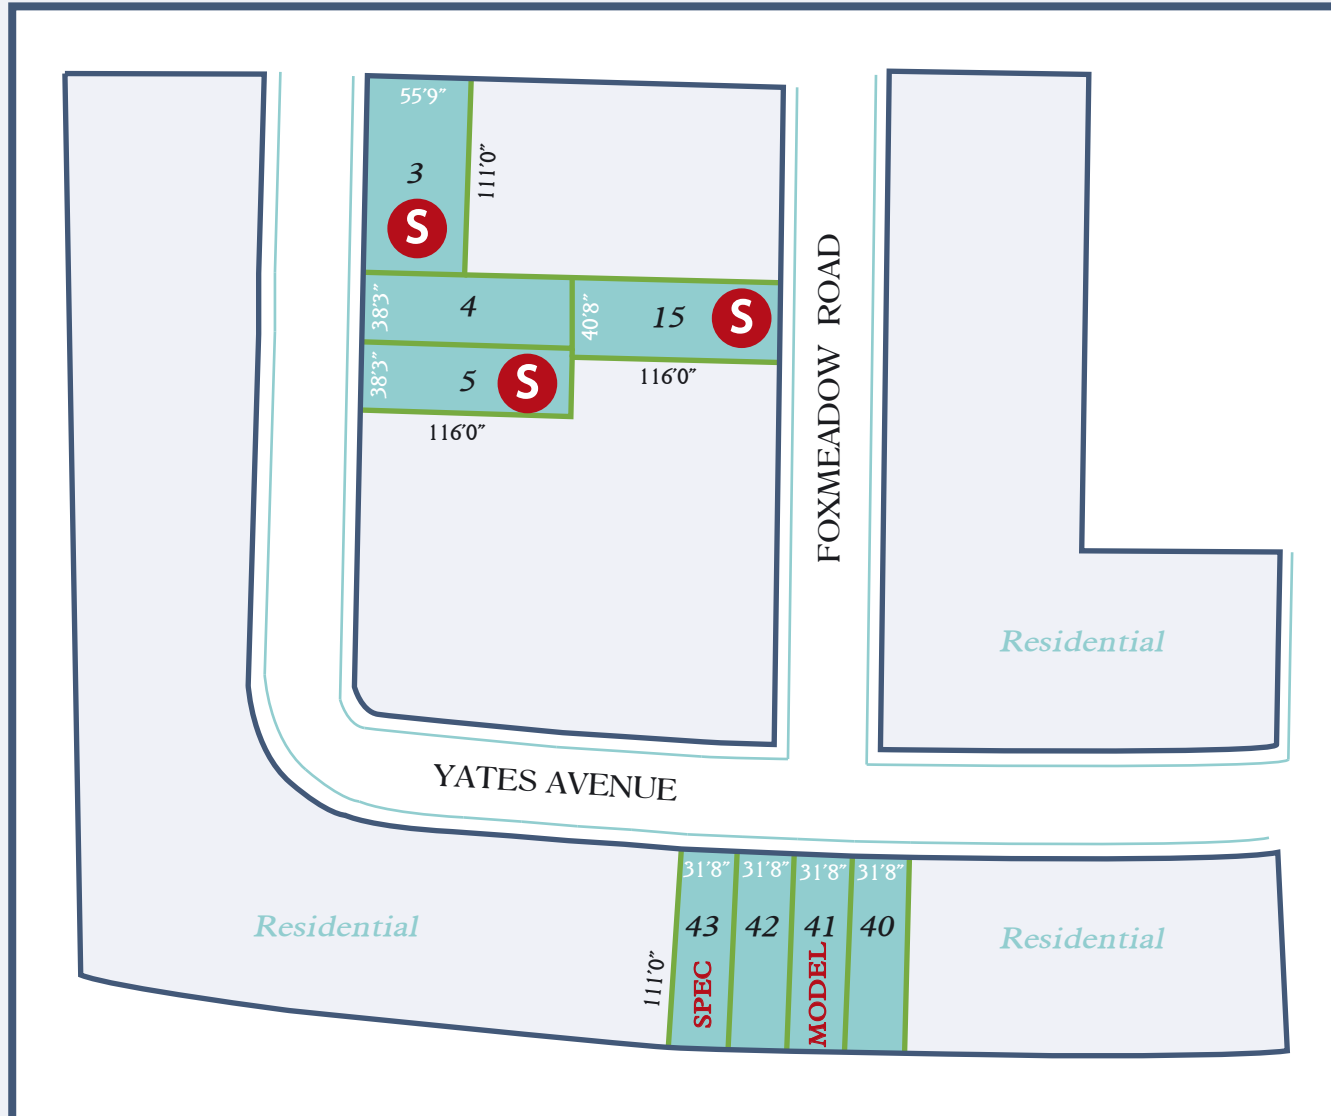 55'9"
3
111'0"
S
38'3"
4
40'8"
15
S
38'3"
5
S
116'0"
116'0"
FOXMEADOW ROAD
Residential
YATES AVENUE
31'8"
31'8"
31'8"
31'8"
43
42
41
40
Residential
Residential
111'0"
SPEC
MODEL